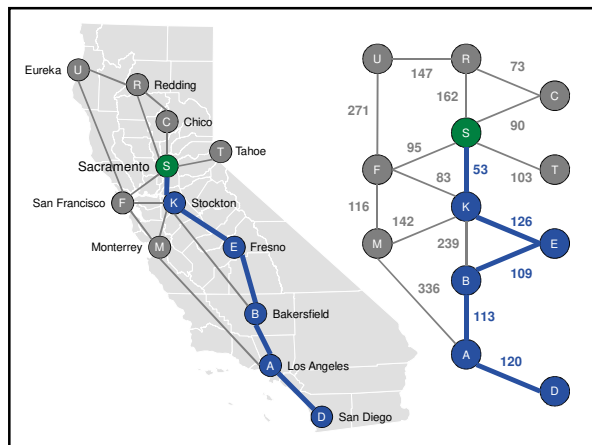 U
Eureka
R
Redding
C
Chico
T
Tahoe
Sacramento
S
San Francisco
F
K
Stockton
Monterrey
M
E
Fresno
B
Bakersfield
A
Los Angeles
D
San Diego
U
R
147
73
C
271
162
90
S
95
53
103
T
F
83
K
116
142
126
M
239
E
109
336
B
113
A
120
D